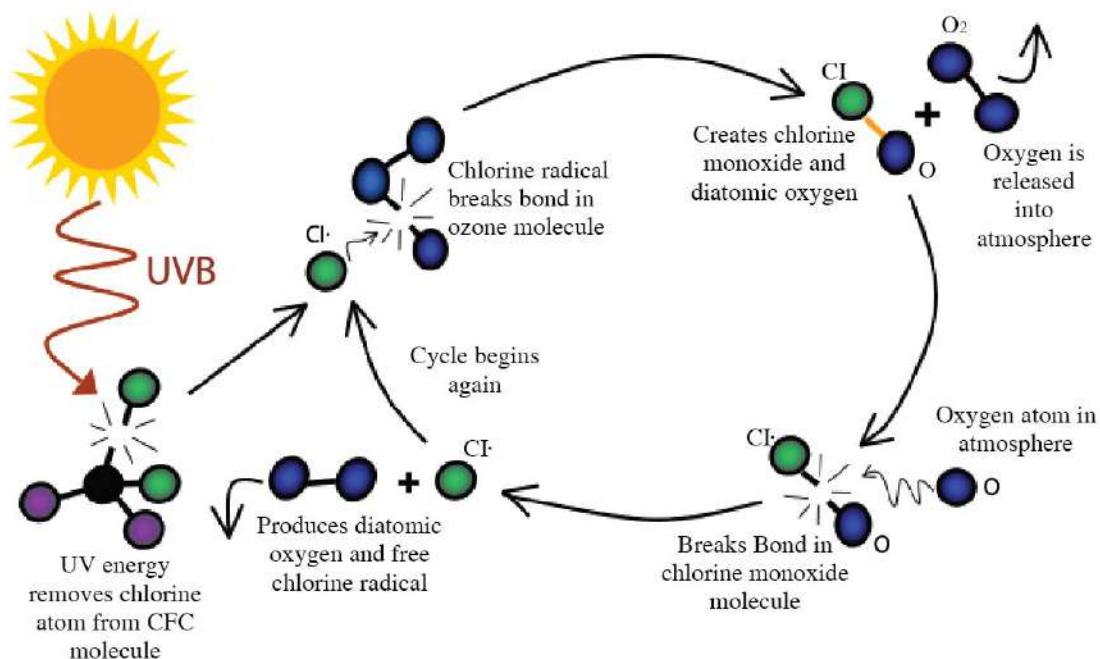 UVB
UV energy
removes chlorine
atom from CFC
molecule
Cl·
Chlorine radical
breaks bond in
ozone molecule
Cl
O
+
O₂
Creates chlorine
monoxide and
diatomic oxygen
Oxygen is
released
into
atmosphere
Oxygen atom in
atmosphere
O
Cl·
O
Breaks Bond in
chlorine monoxide
molecule
+
Cl·
Produces diatomic
oxygen and free
chlorine radical
Cycle begins
again